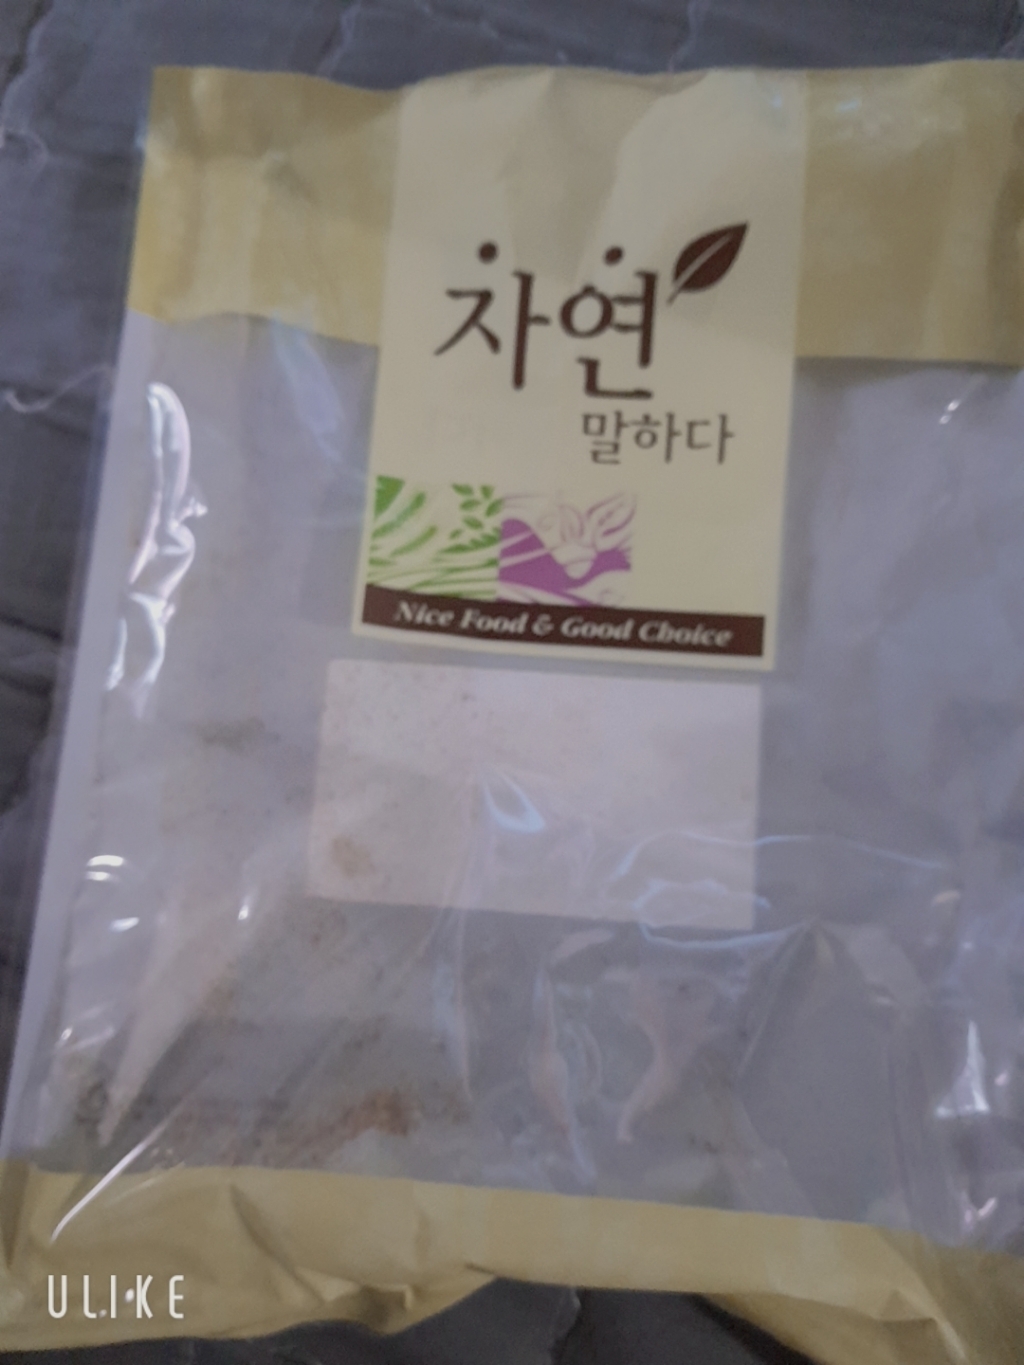 자연
말하다
Nice Food & Good Choice
ULIKE